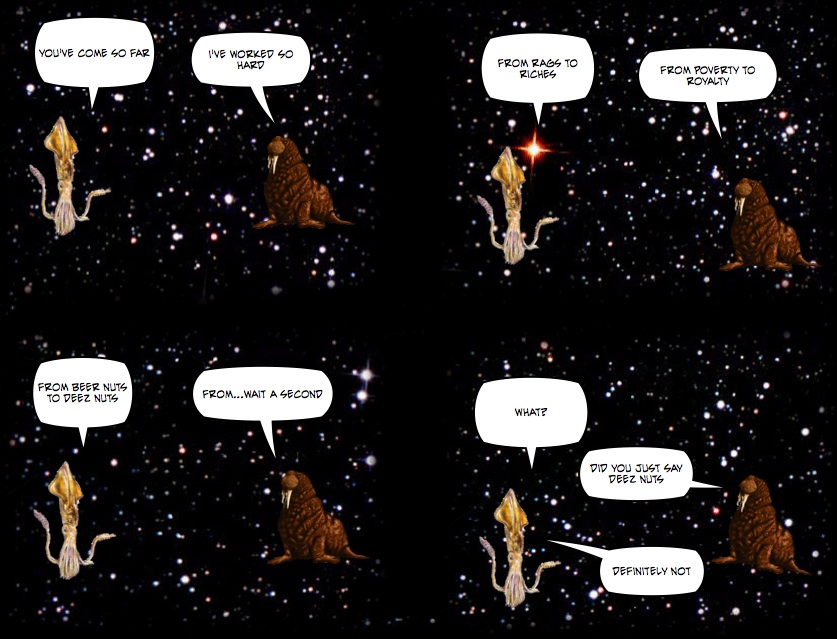 YOU'VE COME SO FAR
I'VE WORKED SO
HARD
FROM RAGS TO
RICHES
FROM POVERTY TO
ROYALTY
FROM BEER NUTS
TO DEEZ NUTS
FROM...WAIT A SECOND
WHAT?
DID YOU JUST SAY
DEEZ NUTS
DEFINITELY NOT